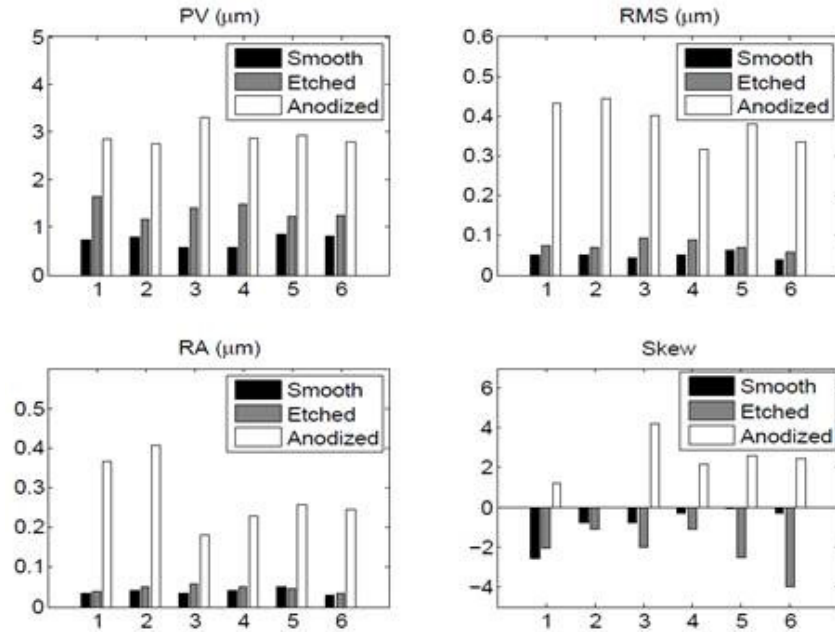 PV (μm)
5
4
3
2
1
0
Smooth
Etched
Anodized
1 2 3 4 5 6
RMS (μm)
0.6
0.5
0.4
0.3
0.2
0.1
0
Smooth
Etched
Anodized
1 2 3 4 5 6
RA (μm)
0.5
0.4
0.3
0.2
0.1
0
Smooth
Etched
Anodized
1 2 3 4 5 6
Skew
6
4
2
0
−2
−4
Smooth
Etched
Anodized
1 2 3 4 5 6